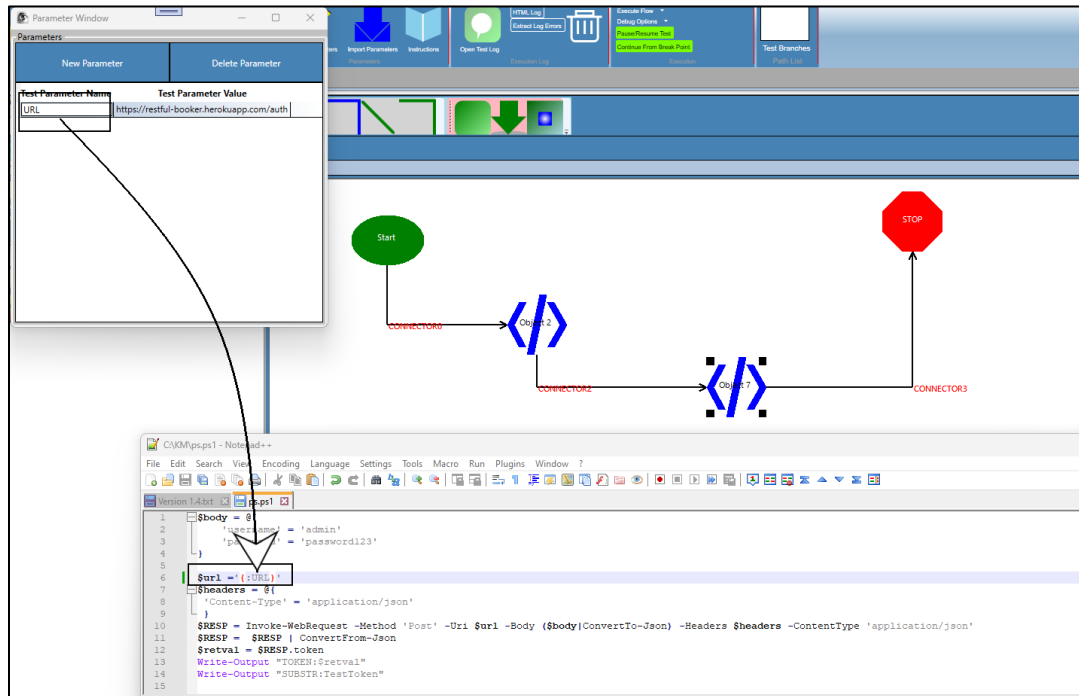 Parameter Window
Parameters
New Parameter
Delete Parameter
Test Parameter Name
Test Parameter Value
URL
https://restful-booker.herokuapp.com/auth
Import Parameters
Instructions
Parameters
Open Test Log
HTML Log
Extract Log Errors
Execution Log
Execute Flow
Debug Options
Pause/Resume Test
Continue From Break Point
Execution
Test Branches
Path List
Start
STOP
CONNECTOR0
Object 2
CONNECTOR2
Object 7
CONNECTOR3
C:\KM\ps.ps1 - Notepad++
File Edit Search View Encoding Language Settings Tools Macro Run Plugins Window ?
Version 1.4.txt
ps.ps1
1 $body = @
2 'username' = 'admin'
3 = 'password123'
4 }
5
6 $url ='(:URL)'
7 $headers = @{
8 'Content-Type' = 'application/json'
9 }
10 $RESP = Invoke-WebRequest -Method 'Post' -Uri $url -Body ($body|ConvertTo-Json) -Headers $headers -ContentType 'application/json'
11 $RESP = $RESP | ConvertFrom-Json
12 $retval = $RESP.token
13 Write-Output "TOKEN:$retval"
14 Write-Output "SUBSTR:TestToken"
15